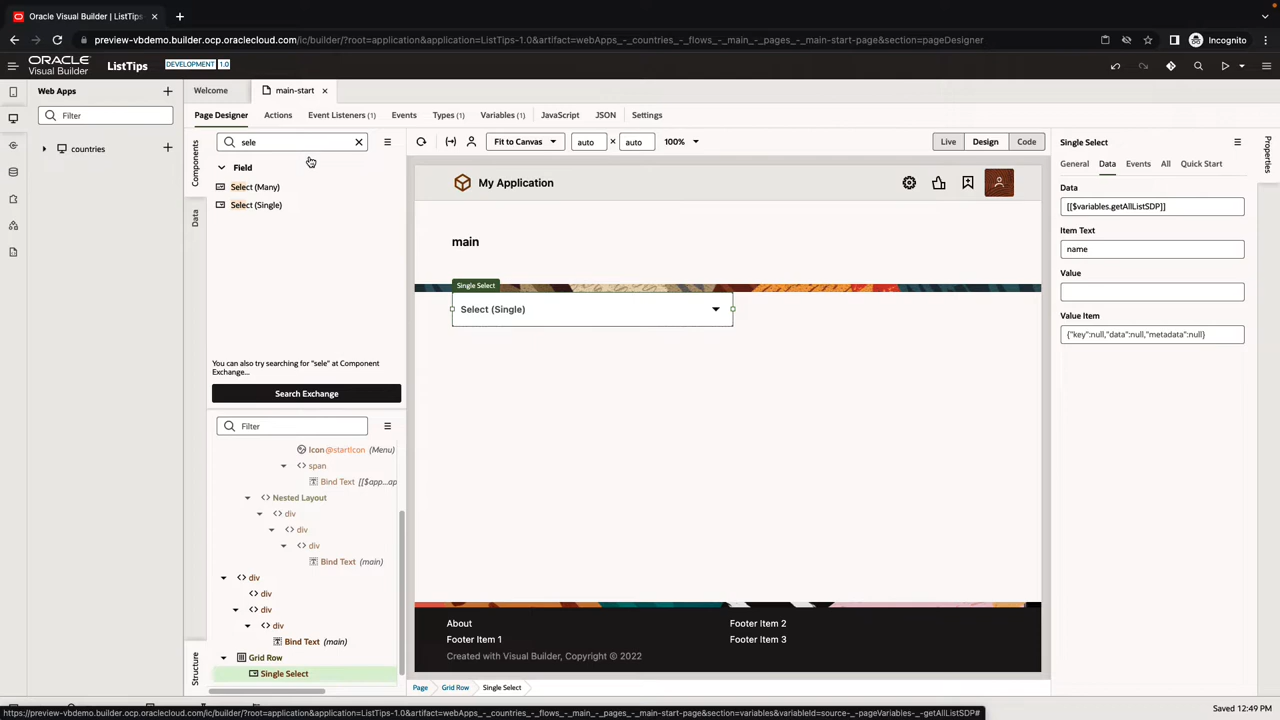 Oracle Visual Builder - ListTips
preview-vbdemo.builder.ocp.oraclecloud.com/ic/builder/?root=application&application=ListTips-1.0&artifact=webApps_-_countries_-_flows_-_main_-_pages_-_main-start-page&section=pageDesigner
Incognito
ORACLE
Visual Builder
ListTips
DEVELOPMENT 1.0
Web Apps
Filter
countries
Welcome
main-start
Page Designer
Actions
Event Listeners (1)
Events
Types (1)
Variables (1)
JavaScript
JSON
Settings
Components
Data
sele
Field
Select (Many)
Select (Single)
You can also try searching for "sele" at Component
Exchange...
Search Exchange
Structure
Filter
Icon @startIcon (Menu)
span
Bind Text [[$app...ap
Nested Layout
div
div
div
Bind Text (main)
div
div
div
div
Bind Text (main)
Grid Row
Single Select
Fit to Canvas
auto
×
auto
100%
Live
Design
Code
My Application
main
Single Select
Select (Single)
About
Footer Item 1
Footer Item 2
Footer Item 3
Created with Visual Builder, Copyright © 2022
Page
Grid Row
Single Select
Single Select
General
Data
Events
All
Quick Start
Data
[[$variables.getAllListSDP]]
Item Text
name
Value
Value Item
{"key":null,"data":null,"metadata":null}
Properties
Saved 12:49 PM
https://preview-vbdemo.builder.ocp.oraclecloud.com/ic/builder/?root=application&application=ListTips-1.0&artifact=webApps_-_countries_-_flows_-_main_-_pages_-_main-start-page&section=variables&variableId=source-_-pageVariables-_-getAllListSDP#